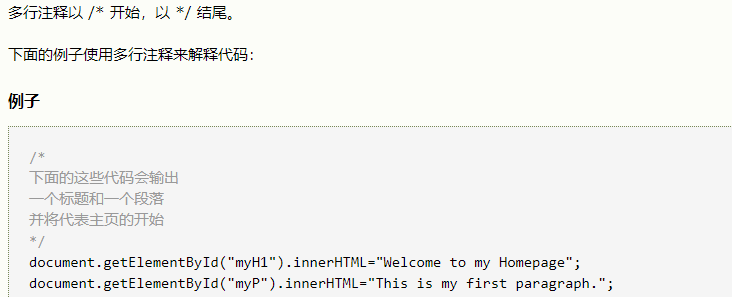 多行注释以 /* 开始，以 */ 结尾。
下面的例子使用多行注释来解释代码：
例子
/*
下面的这些代码会输出
一个标题和一个段落
并将代表主页的开始
*/
document.getElementById("myH1").innerHTML="Welcome to my Homepage";
document.getElementById("myP").innerHTML="This is my first paragraph.";